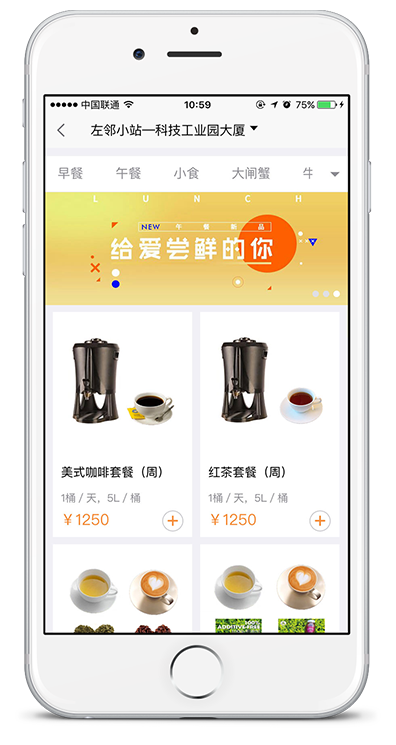 中国联通 10:59 75%
左邻小站—科技工业园大厦
早餐 午餐 小食 大闸蟹 牛
L U N C H
NEW 午餐新品
给爱尝鲜的你
美式咖啡套餐（周） 红茶套餐（周）
1桶 / 天，5L / 桶 1桶 / 天，5L / 桶
￥1250 ￥1250
100%
ADDITIVE FREE